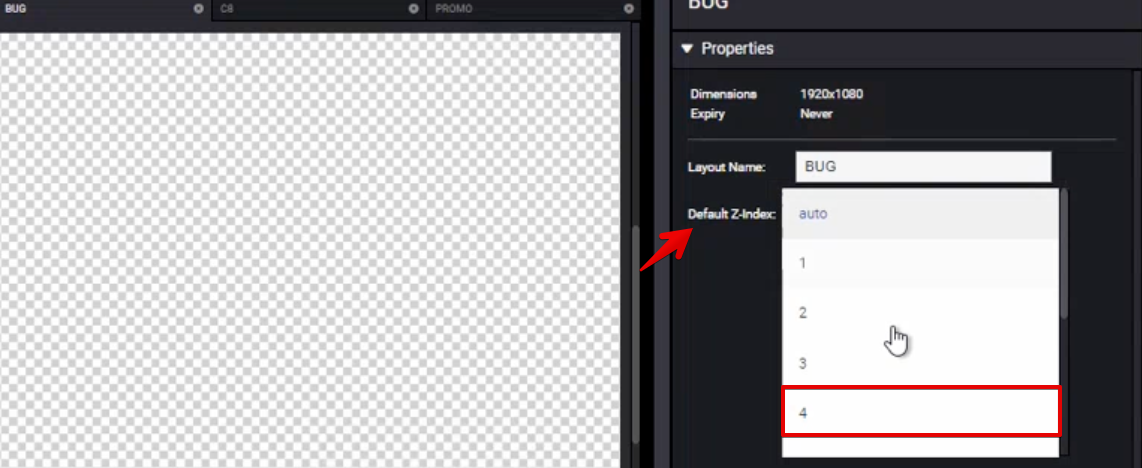 BUG
C8
PROMO
BUG
Properties
Dimensions 1920x1080
Expiry Never
Layout Name: BUG
Default Z-Index: auto
1
2
3
4